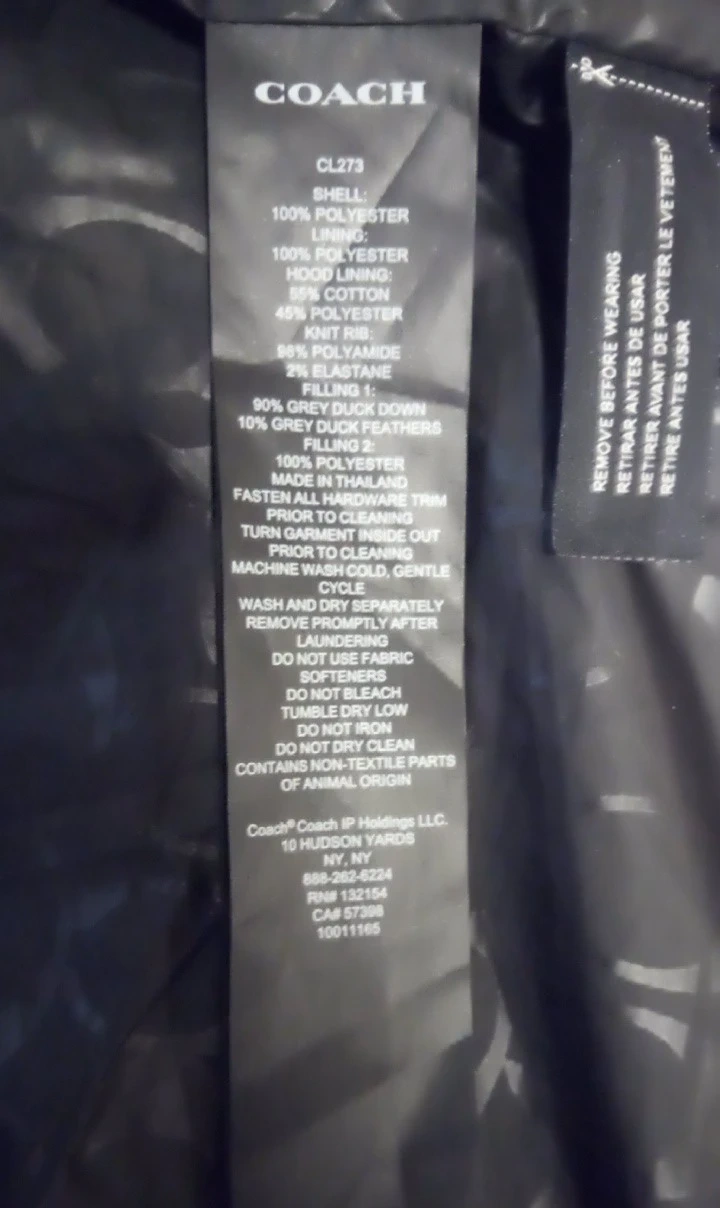 COACH
CL273
SHELL:
100% POLYESTER
LINING:
100% POLYESTER
HOOD LINING:
55% COTTON
45% POLYESTER
KNIT RIB:
98% POLYAMIDE
2% ELASTANE
FILLING 1:
90% GREY DUCK DOWN
10% GREY DUCK FEATHERS
FILLING 2:
100% POLYESTER
MADE IN THAILAND
FASTEN ALL HARDWARE TRIM
PRIOR TO CLEANING
TURN GARMENT INSIDE OUT
PRIOR TO CLEANING
MACHINE WASH COLD, GENTLE
CYCLE
WASH AND DRY SEPARATELY
REMOVE PROMPTLY AFTER
LAUNDERING
DO NOT USE FABRIC
SOFTENERS
DO NOT BLEACH
TUMBLE DRY LOW
DO NOT IRON
DO NOT DRY CLEAN
CONTAINS NON-TEXTILE PARTS
OF ANIMAL ORIGIN
Coach® Coach IP Holdings LLC.
10 HUDSON YARDS
NY, NY
888-262-6224
RN# 132154
CA# 57398
10011165
REMOVE BEFORE WEARING
RETIRAR ANTES DE USAR
RETIRER AVANT DE PORTER LE VETEMENT
RETIRE ANTES USAR